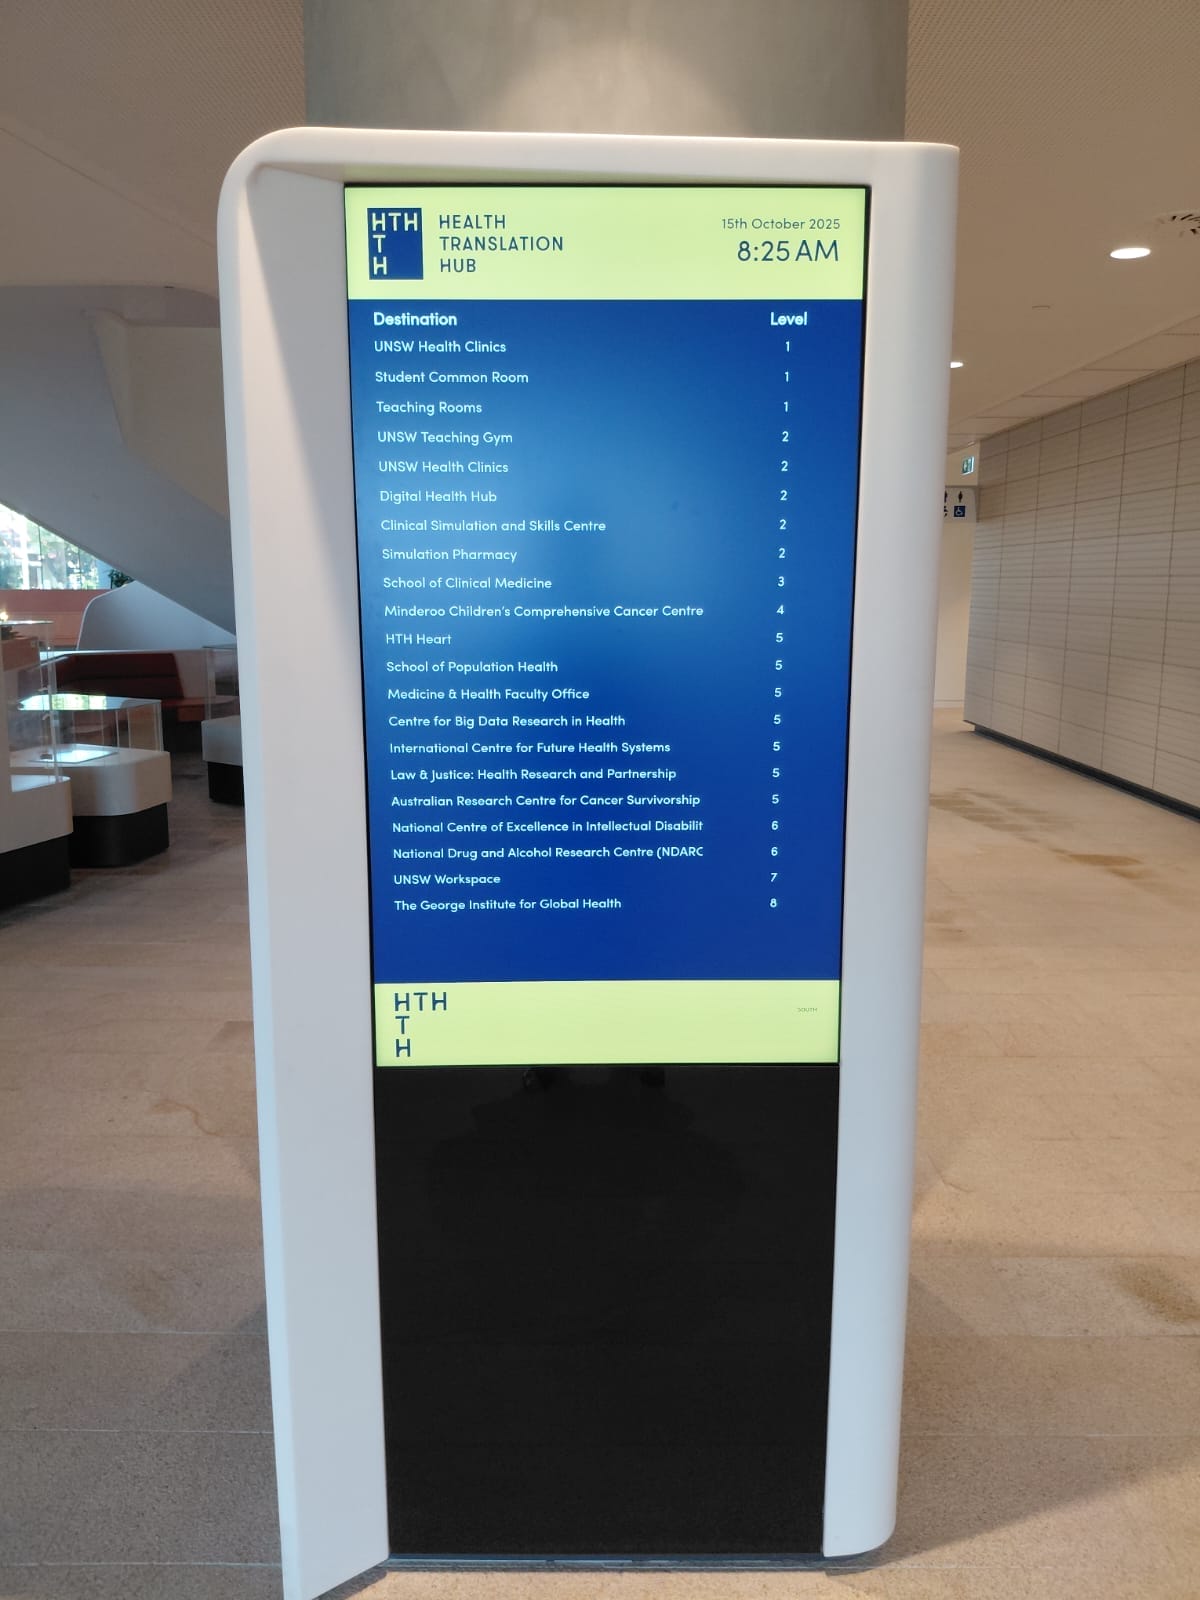 HTH
T
H
HEALTH
TRANSLATION
HUB
15th October 2025
8:25 AM
Destination Level
UNSW Health Clinics 1
Student Common Room 1
Teaching Rooms 1
UNSW Teaching Gym 2
UNSW Health Clinics 2
Digital Health Hub 2
Clinical Simulation and Skills Centre 2
Simulation Pharmacy 2
School of Clinical Medicine 3
Minderoo Children's Comprehensive Cancer Centre 4
HTH Heart 5
School of Population Health 5
Medicine & Health Faculty Office 5
Centre for Big Data Research in Health 5
International Centre for Future Health Systems 5
Law & Justice: Health Research and Partnership 5
Australian Research Centre for Cancer Survivorship 5
National Centre of Excellence in Intellectual Disabilit 6
National Drug and Alcohol Research Centre (NDARC 6
UNSW Workspace 7
The George Institute for Global Health 8
HTH
T
H
SOUTH